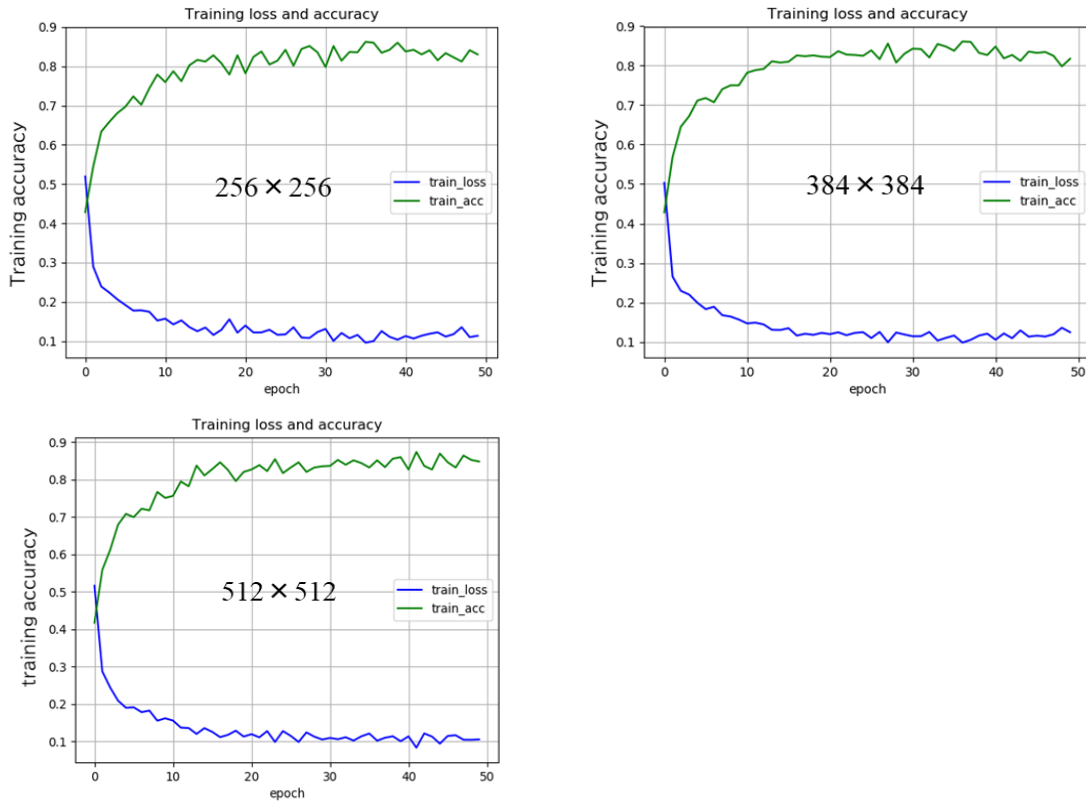 Training loss and accuracy
Training accuracy
0.9
0.8
0.7
0.6
0.5
0.4
0.3
0.2
0.1
256×256
train_loss
train_acc
0 10 20 30 40 50
epoch
Training loss and accuracy
Training accuracy
0.9
0.8
0.7
0.6
0.5
0.4
0.3
0.2
0.1
384×384
train_loss
train_acc
0 10 20 30 40 50
epoch
Training loss and accuracy
training accuracy
0.9
0.8
0.7
0.6
0.5
0.4
0.3
0.2
0.1
512×512
train_loss
train_acc
0 10 20 30 40 50
epoch